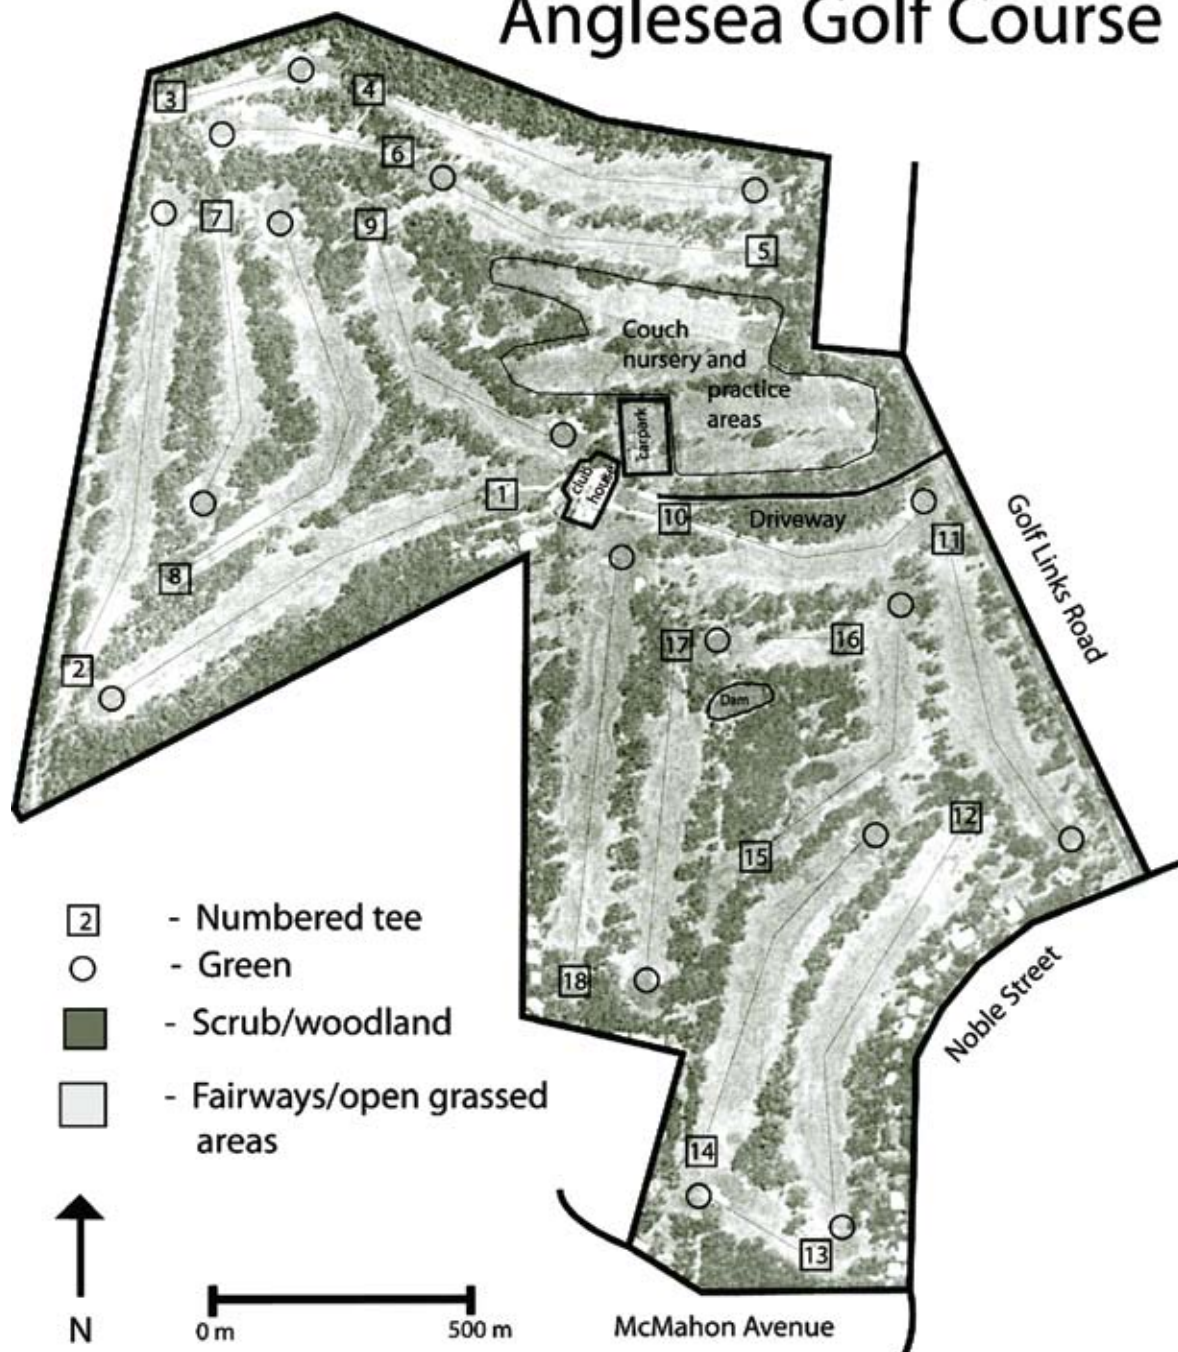 Anglesea Golf Course
3
4
6
7
9
5
Couch
nursery and
practice
areas
carpark
club
house
1
10
Driveway
11
Golf Links Road
8
2
17
16
Dam
12
15
18
14
13
Noble Street
2 - Numbered tee
- Green
- Scrub/woodland
- Fairways/open grassed
areas
N
0 m
500 m
McMahon Avenue